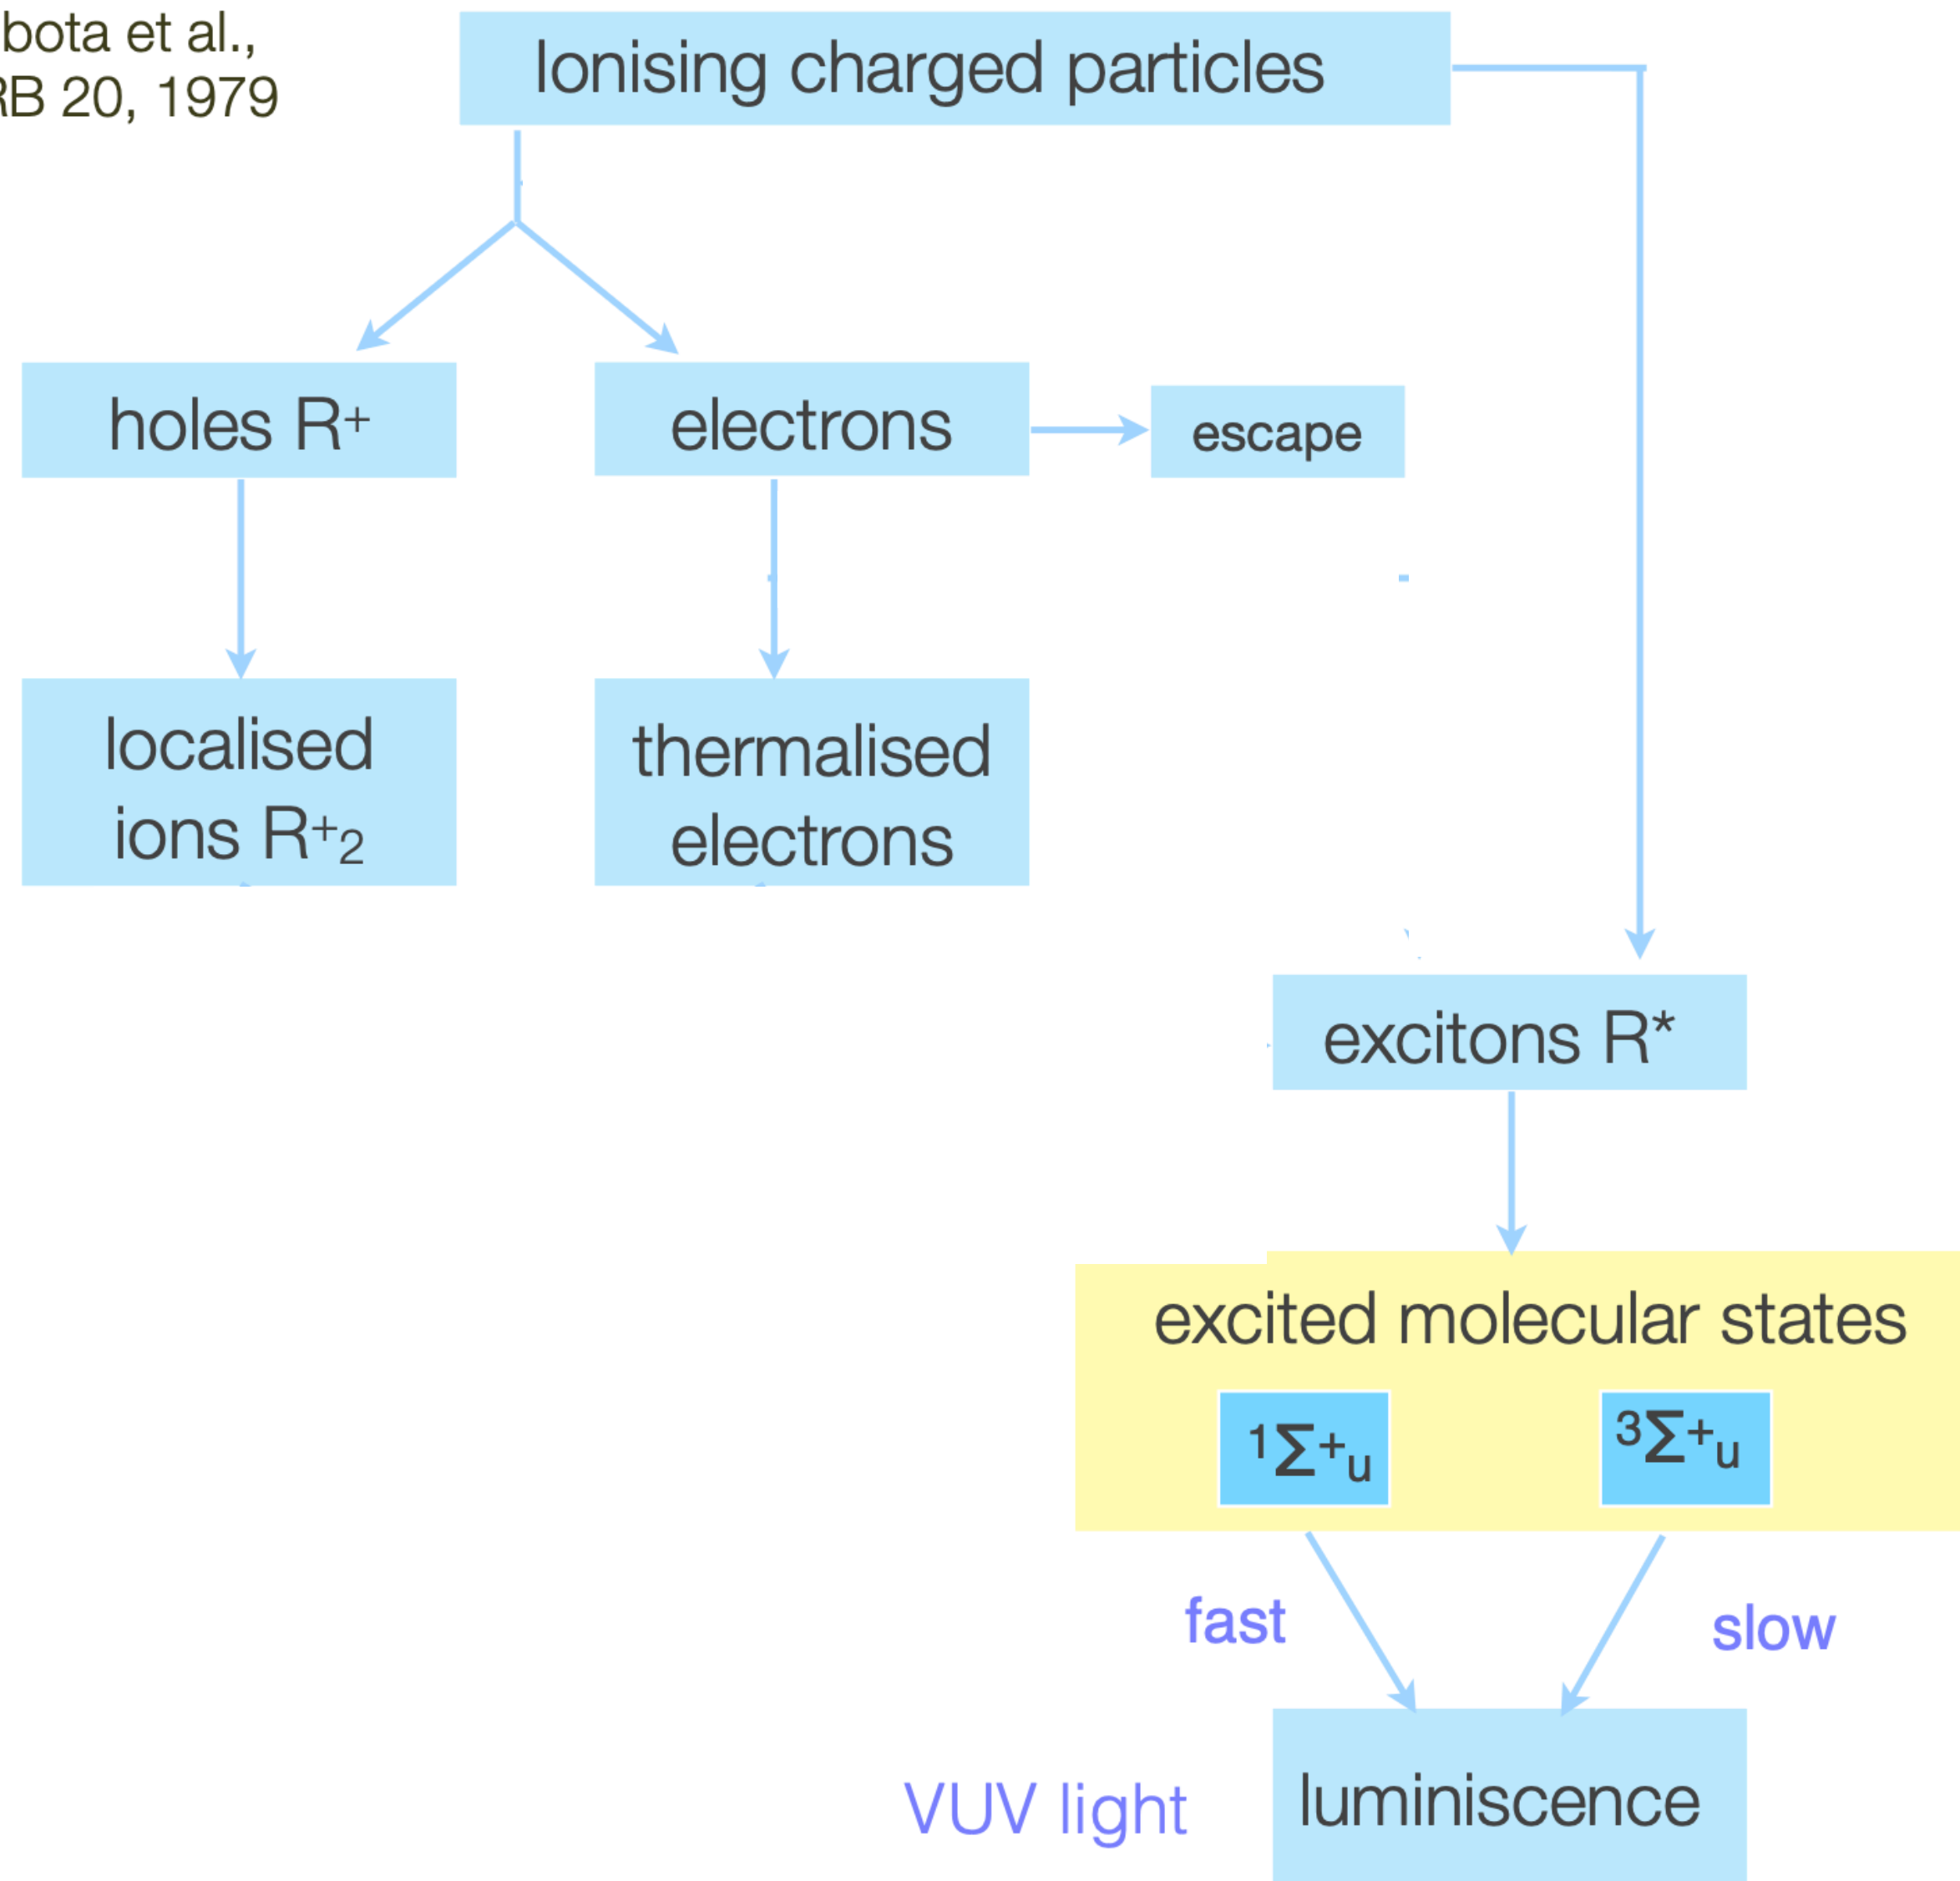 bota et al.,
RB 20, 1979
Ionising charged particles
holes R⁺
electrons
escape
localised
ions R⁺₂
thermalised
electrons
excitons R*
excited molecular states
¹Σ⁺ᵤ
³Σ⁺ᵤ
fast
slow
VUV light
luminiscence